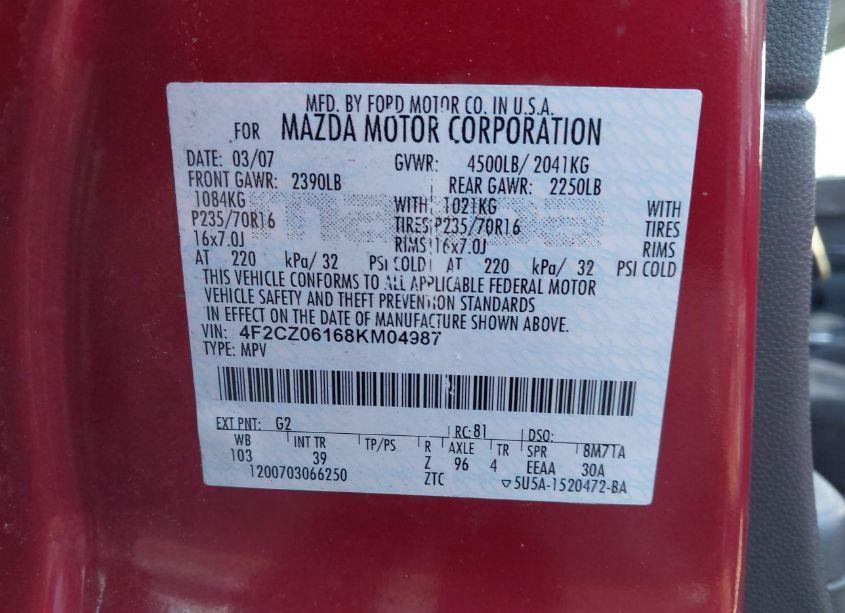 MFD. BY FORD MOTOR CO. IN U.S.A.
FOR MAZDA MOTOR CORPORATION
DATE: 03/07 GVWR: 4500LB/ 2041KG
FRONT GAWR: 2390LB REAR GAWR: 2250LB
1084KG WITH 1021KG WITH
P235/70R16 TIRES P235/70R16 TIRES
16x7.0J RIMS 16x7.0J RIMS
AT 220 kPa/ 32 PSI COLD AT 220 kPa/ 32 PSI COLD
THIS VEHICLE CONFORMS TO ALL APPLICABLE FEDERAL MOTOR
VEHICLE SAFETY AND THEFT PREVENTION STANDARDS
IN EFFECT ON THE DATE OF MANUFACTURE SHOWN ABOVE.
VIN: 4F2CZ06168KM04987
TYPE: MPV
EXT PNT: G2 RC: 81 DSO:
WB INT TR TP/PS R AXLE TR SPR 8M71A
103 39 Z 96 4 EEAA 30A
1200703066250 ZTC ▽5U5A-1520472-BA